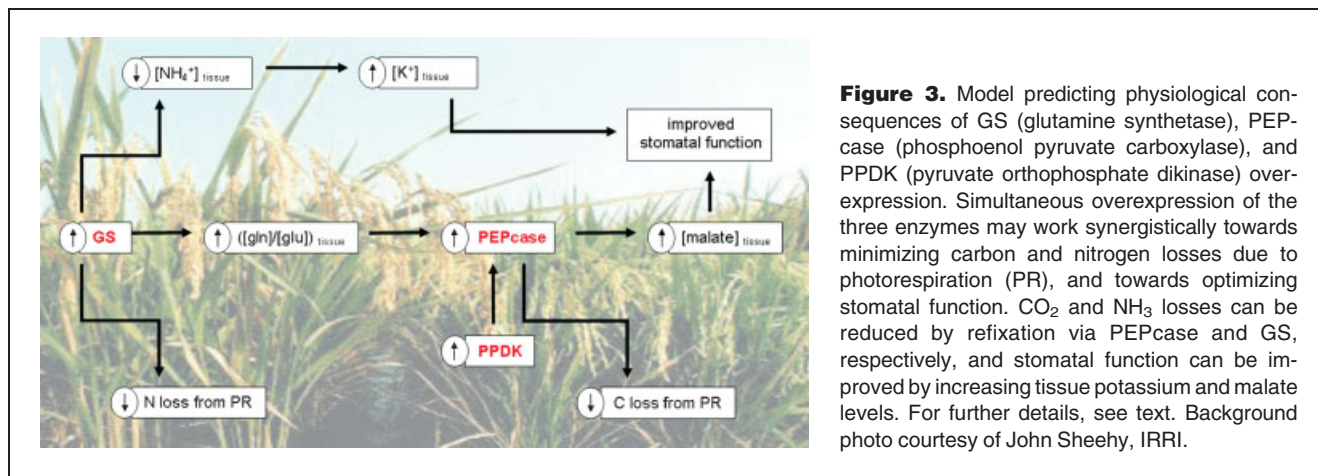 ↓ [NH₄⁺] tissue
↑ [K⁺] tissue
improved
stomatal function
↑ GS
↑ ([gln]/[glu]) tissue
↑ PEPcase
↑ [malate] tissue
↑ PPDK
↓ N loss from PR
↓ C loss from PR
Figure 3. Model predicting physiological con-
sequences of GS (glutamine synthetase), PEP-
case (phosphoenol pyruvate carboxylase), and
PPDK (pyruvate orthophosphate dikinase) over-
expression. Simultaneous overexpression of the
three enzymes may work synergistically towards
minimizing carbon and nitrogen losses due to
photorespiration (PR), and towards optimizing
stomatal function. CO₂ and NH₃ losses can be
reduced by refixation via PEPcase and GS,
respectively, and stomatal function can be im-
proved by increasing tissue potassium and malate
levels. For further details, see text. Background
photo courtesy of John Sheehy, IRRI.